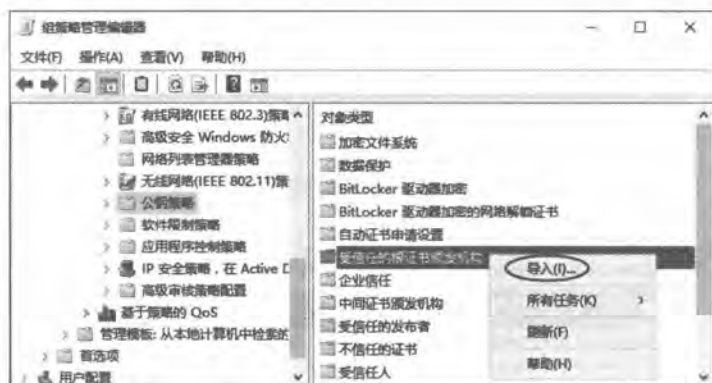 组策略管理编辑器
文件(F) 操作(A) 查看(V) 帮助(H)
有线网络(IEEE 802.3)策略
高级安全 Windows 防火
网络列表管理器策略
无线网络(IEEE 802.11)策
公钥策略
软件限制策略
应用程序控制策略
IP 安全策略，在 Active D
高级审核策略配置
基于策略的 QoS
管理模板: 从本地计算机中检索的
首选项
用户配置
对象类型
加密文件系统
数据保护
BitLocker 驱动器加密
BitLocker 驱动器加密的网络解锁证书
自动证书申请设置
受信任的根证书颁发机构
企业信任
中间证书颁发机构
受信任的发布者
不信任的证书
受信任人
导入(I)...
所有任务(K)
刷新(F)
帮助(H)